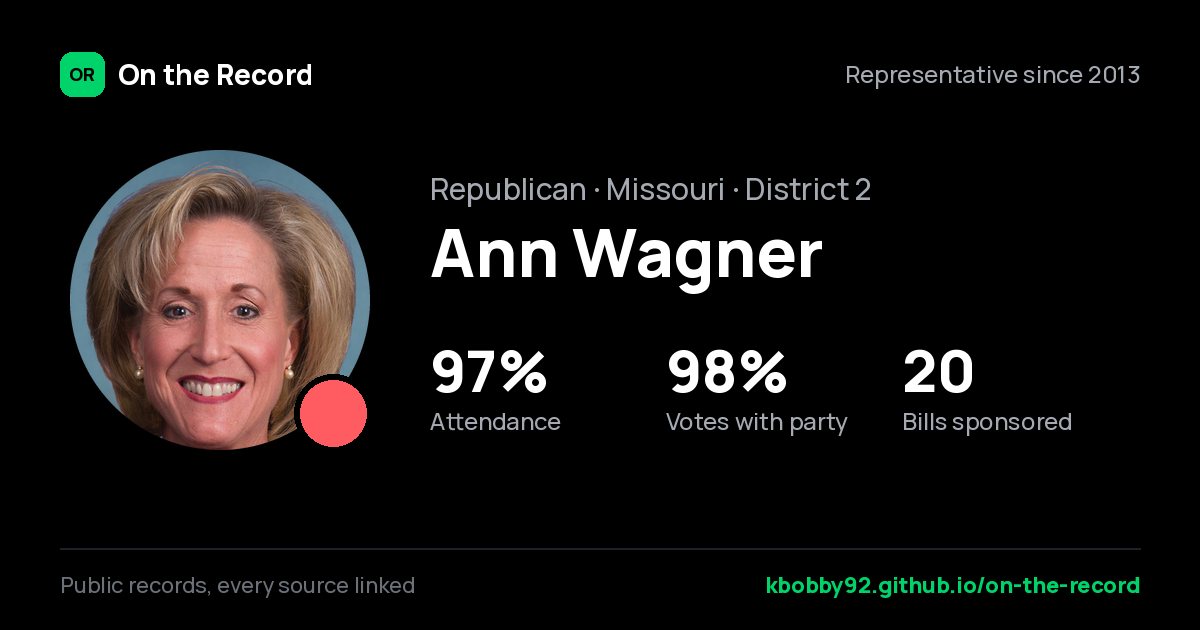 OR On the Record
Representative since 2013
Republican · Missouri · District 2
Ann Wagner
97% 98% 20
Attendance Votes with party Bills sponsored
Public records, every source linked
kbobby92.github.io/on-the-record